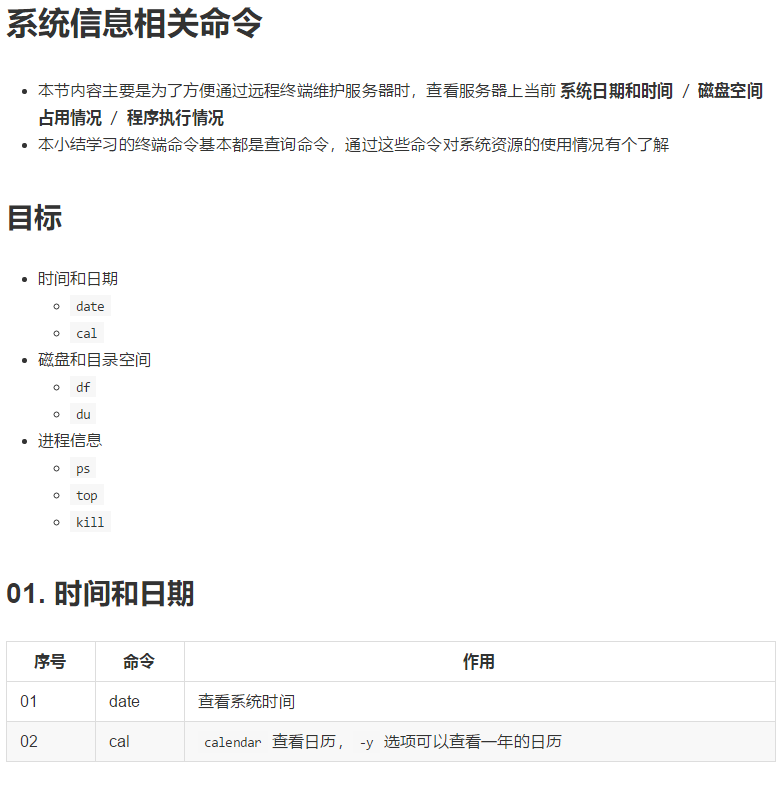 系统信息相关命令
本节内容主要是为了方便通过远程终端维护服务器时，查看服务器上当前 系统日期和时间 / 磁盘空间
占用情况 / 程序执行情况
本小结学习的终端命令基本都是查询命令，通过这些命令对系统资源的使用情况有个了解
目标
时间和日期
date
cal
磁盘和目录空间
df
du
进程信息
ps
top
kill
01. 时间和日期
序号 命令 作用
01 date 查看系统时间
02 cal calendar 查看日历， -y 选项可以查看一年的日历